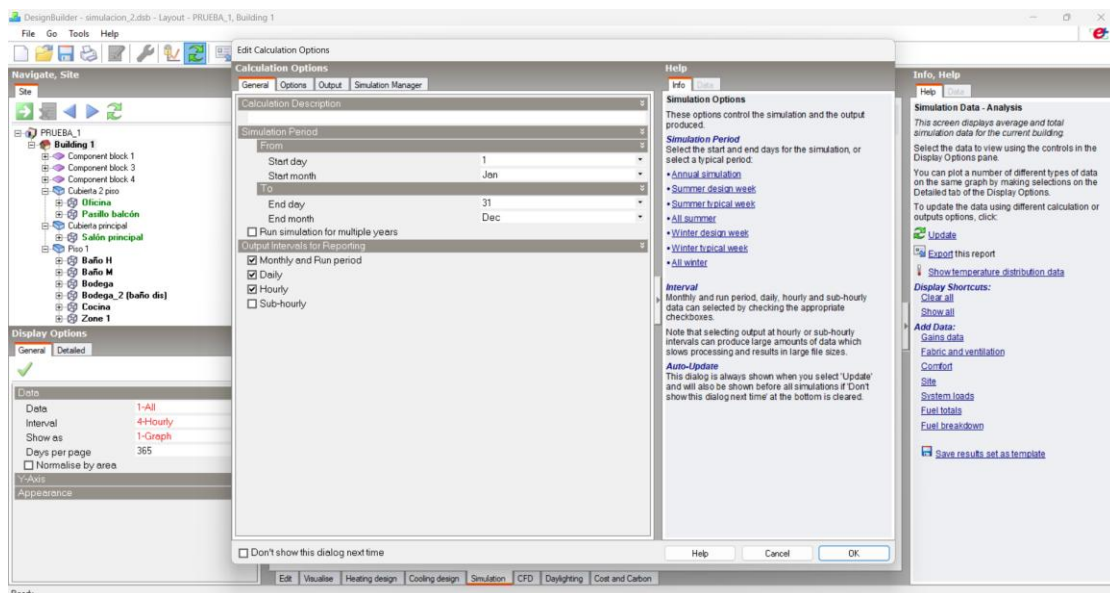 DesignBuilder - simulacion_2.dsb - Layout - PRUEBA_1, Building 1
File Go Tools Help
Navigate, Site
Site
PRUEBA_1
Building 1
Component block 1
Component block 3
Component block 4
Cubierta 2 piso
Oficina
Pasillo balcón
Cubierta principal
Salón principal
Piso 1
Baño H
Baño M
Bodega
Bodega_2 (baño dis)
Cocina
Zone 1
Display Options
General Detailed
Data
Data 1-All
Interval 4-Hourly
Show as 1-Graph
Days per page 365
Normalise by area
Y-Axis
Appearance
Edit Calculation Options
Calculation Options
General Options Output Simulation Manager
Calculation Description
Simulation Period
From
Start day 1
Start month Jan
To
End day 31
End month Dec
Run simulation for multiple years
Output Intervals for Reporting
Monthly and Run period
Daily
Hourly
Sub-hourly
Don't show this dialog next time
Help
Info Data
Simulation Options
These options control the simulation and the output
produced.
Simulation Period
Select the start and end days for the simulation, or
select a typical period:
•Annual simulation
•Summer design week
•Summer typical week
•All summer
•Winter design week
•Winter typical week
•All winter
Interval
Monthly and run period, daily, hourly and sub-hourly
data can selected by checking the appropriate
checkboxes.
Note that selecting output at hourly or sub-hourly
intervals can produce large amounts of data which
slows processing and results in large file sizes.
Auto-Update
This dialog is always shown when you select 'Update'
and will also be shown before all simulations if 'Don't
show this dialog next time' at the bottom is cleared.
Help Cancel OK
Edit Visualise Heating design Cooling design Simulation CFD Daylighting Cost and Carbon
Info, Help
Help Data
Simulation Data - Analysis
This screen displays average and total
simulation data for the current building.
Select the data to view using the controls in the
Display Options pane.
You can plot a number of different types of data
on the same graph by making selections on the
Detailed tab of the Display Options.
To update the data using different calculation or
outputs options, click:
Update
Export this report
Show temperature distribution data
Display Shortcuts:
Clear all
Show all
Add Data:
Gains data
Fabric and ventilation
Comfort
Site
System loads
Fuel totals
Fuel breakdown
Save results set as template